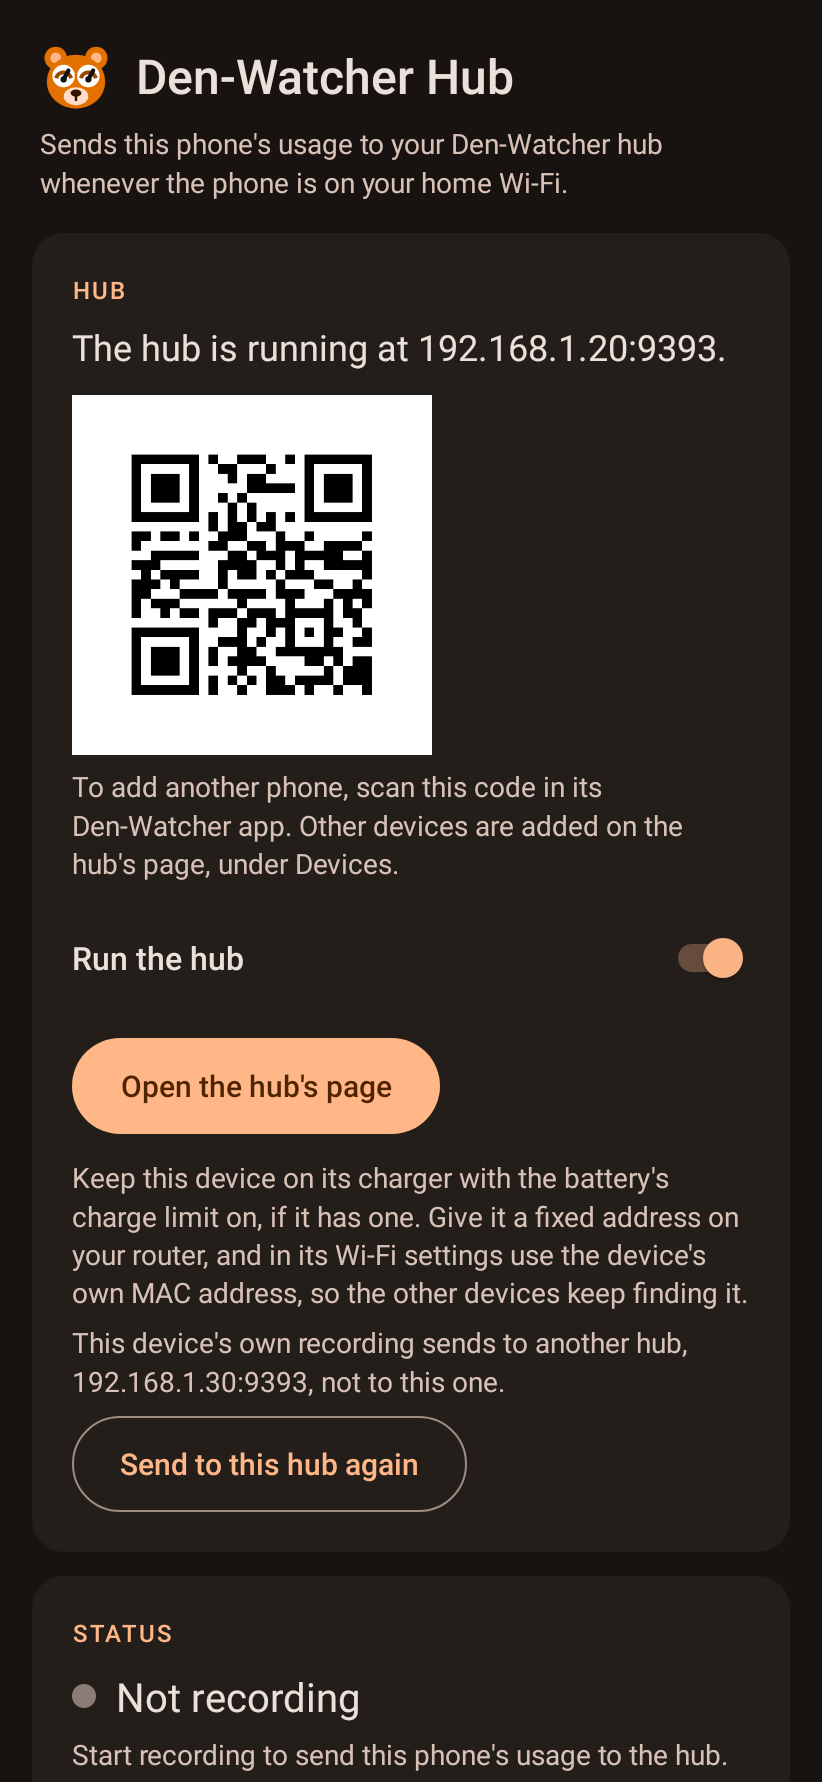 Den-Watcher Hub
Sends this phone's usage to your Den-Watcher hub
whenever the phone is on your home Wi-Fi.
HUB
The hub is running at 192.168.1.20:9393.
To add another phone, scan this code in its
Den-Watcher app. Other devices are added on the
hub's page, under Devices.
Run the hub
Open the hub's page
Keep this device on its charger with the battery's
charge limit on, if it has one. Give it a fixed address on
your router, and in its Wi-Fi settings use the device's
own MAC address, so the other devices keep finding it.
This device's own recording sends to another hub,
192.168.1.30:9393, not to this one.
Send to this hub again
STATUS
Not recording
Start recording to send this phone's usage to the hub.